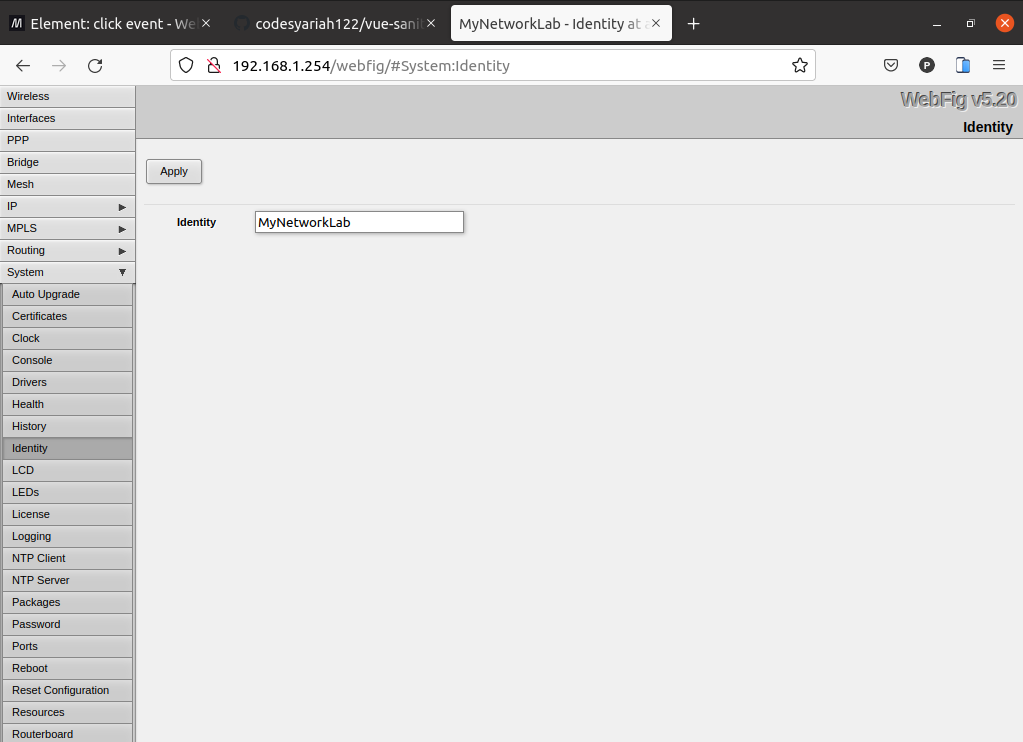 Element: click event - We
codesyariah122/vue-sanit
MyNetworkLab - Identity at a
192.168.1.254/webfig/#System:Identity
P
WebFig v5.20
Identity
Wireless
Interfaces
PPP
Bridge
Mesh
IP
MPLS
Routing
System
Auto Upgrade
Certificates
Clock
Console
Drivers
Health
History
Identity
LCD
LEDs
License
Logging
NTP Client
NTP Server
Packages
Password
Ports
Reboot
Reset Configuration
Resources
Routerboard
Apply
Identity MyNetworkLab